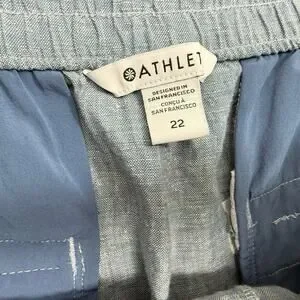 ATHLET
DESIGNED IN
SAN FRANCISCO
CONÇU À
SAN FRANCISCO
22